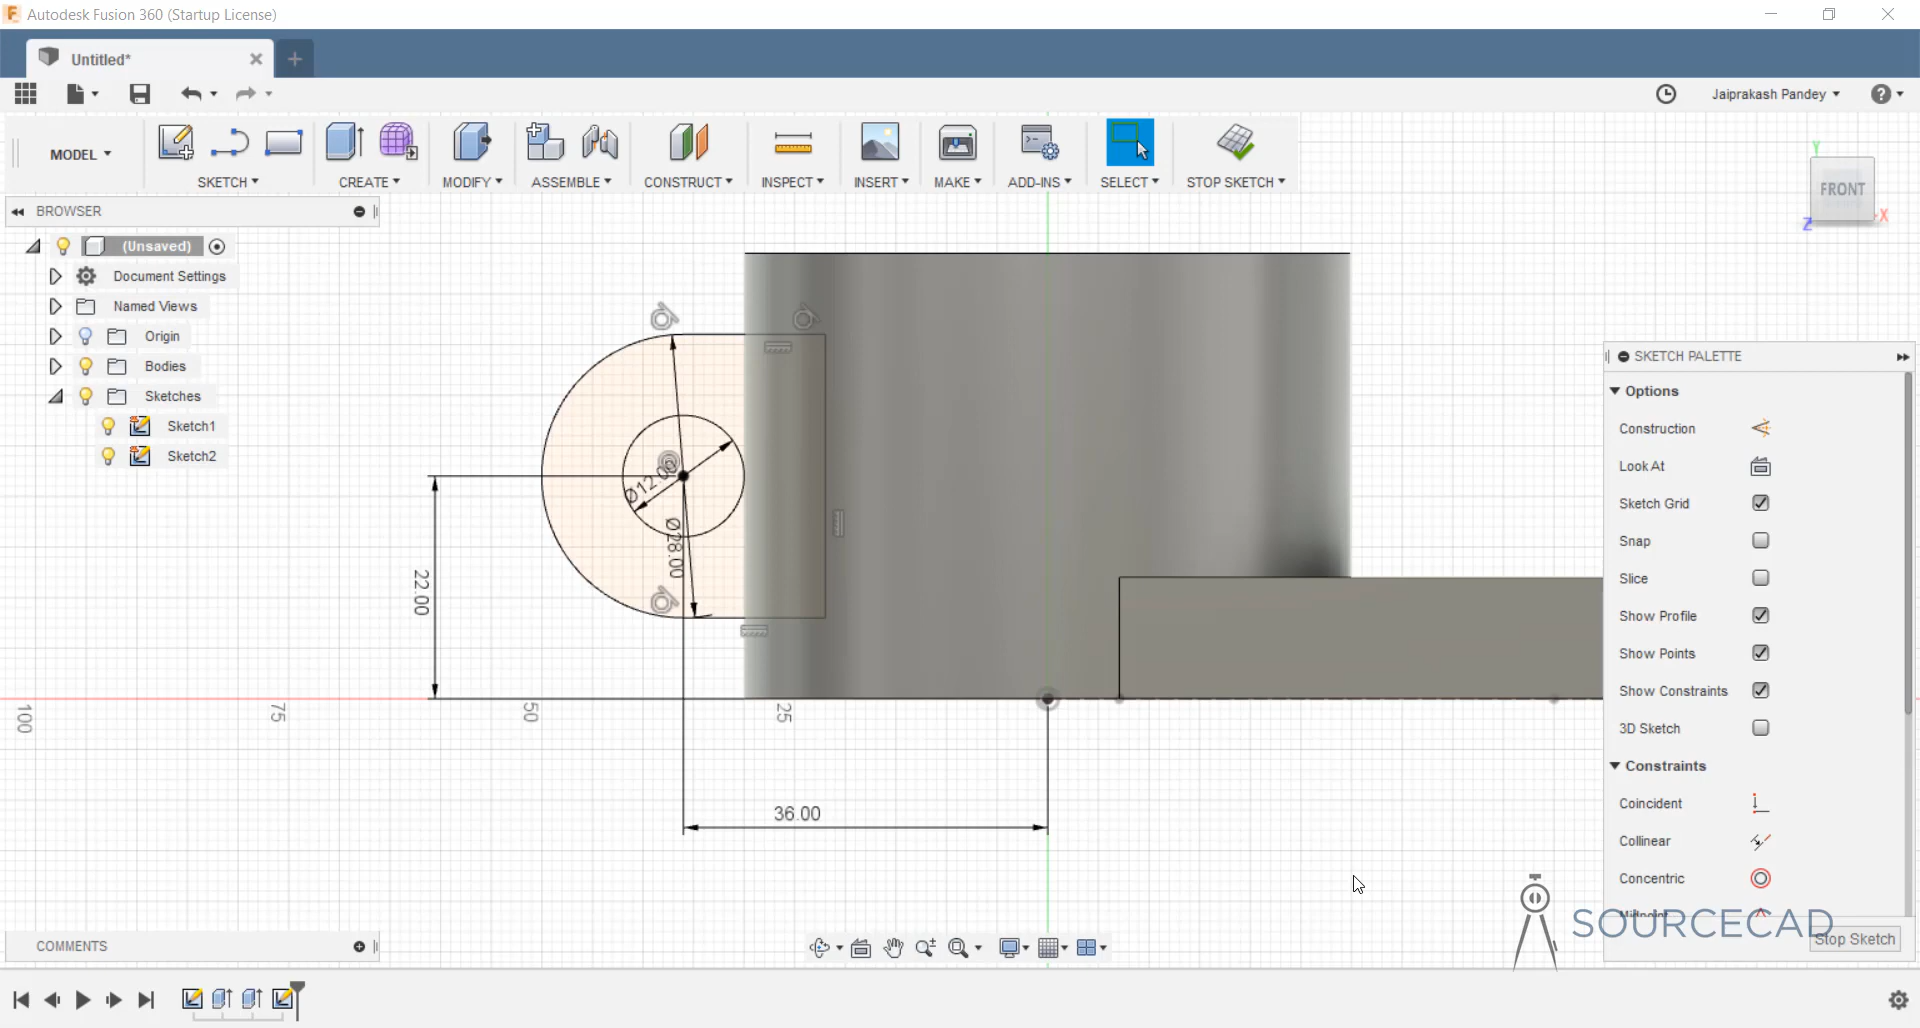 Autodesk Fusion 360 (Startup License)
Untitled*
Jaiprakash Pandey
MODEL
SKETCH CREATE MODIFY ASSEMBLE CONSTRUCT INSPECT INSERT MAKE ADD-INS SELECT STOP SKETCH
Y
FRONT
X
Z
BROWSER
(Unsaved)
Document Settings
Named Views
Origin
Bodies
Sketches
Sketch1
Sketch2
Ø12.00
Ø28.00
22.00
36.00
100
75
50
25
SKETCH PALETTE
Options
Construction
Look At
Sketch Grid
Snap
Slice
Show Profile
Show Points
Show Constraints
3D Sketch
Constraints
Coincident
Collinear
Concentric
Midpoint
SOURCECAD
Stop Sketch
COMMENTS